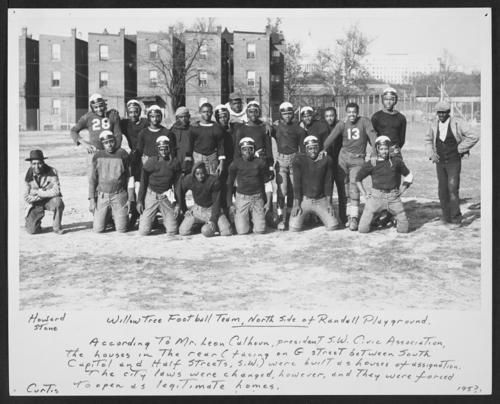 28
13
Howard
Stone
Willow Tree Football Team, North Side of Randall Playground.
According To Mr. Leon Calhoun, president S.W. Civic Association,
the houses in The rear (facing on G street between South
Capitol and Half Streets, S.W.) were built as houses of assignation.
The city laws were changed, however, and They were forced
To open as legitimate homes.
Curtis